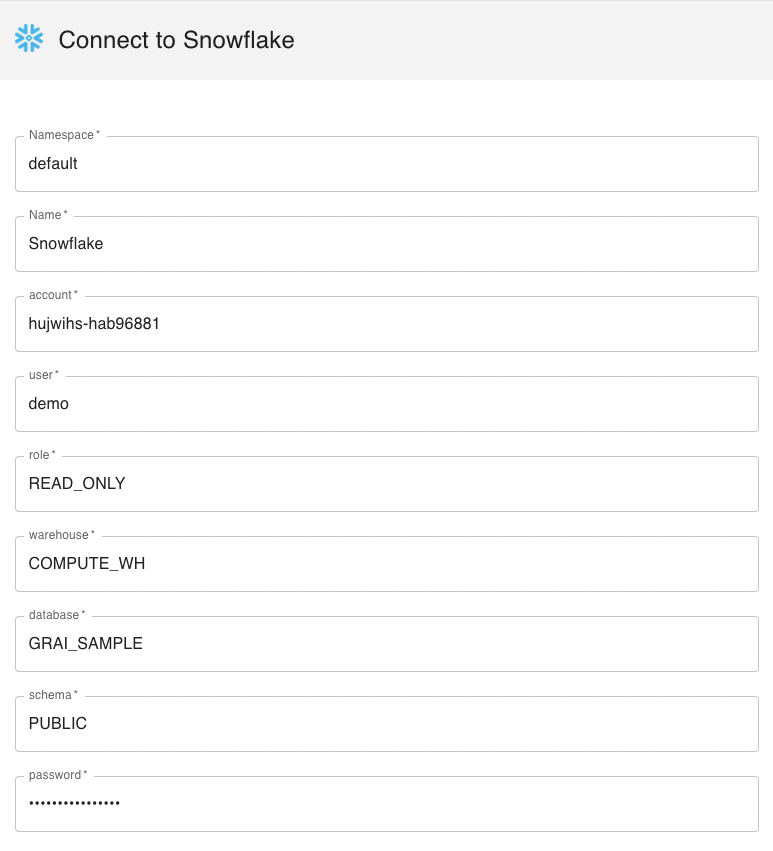 Connect to Snowflake
Namespace *
default
Name *
Snowflake
account *
hujwihs-hab96881
user *
demo
role *
READ_ONLY
warehouse *
COMPUTE_WH
database *
GRAI_SAMPLE
schema *
PUBLIC
password *
••••••••••••••••